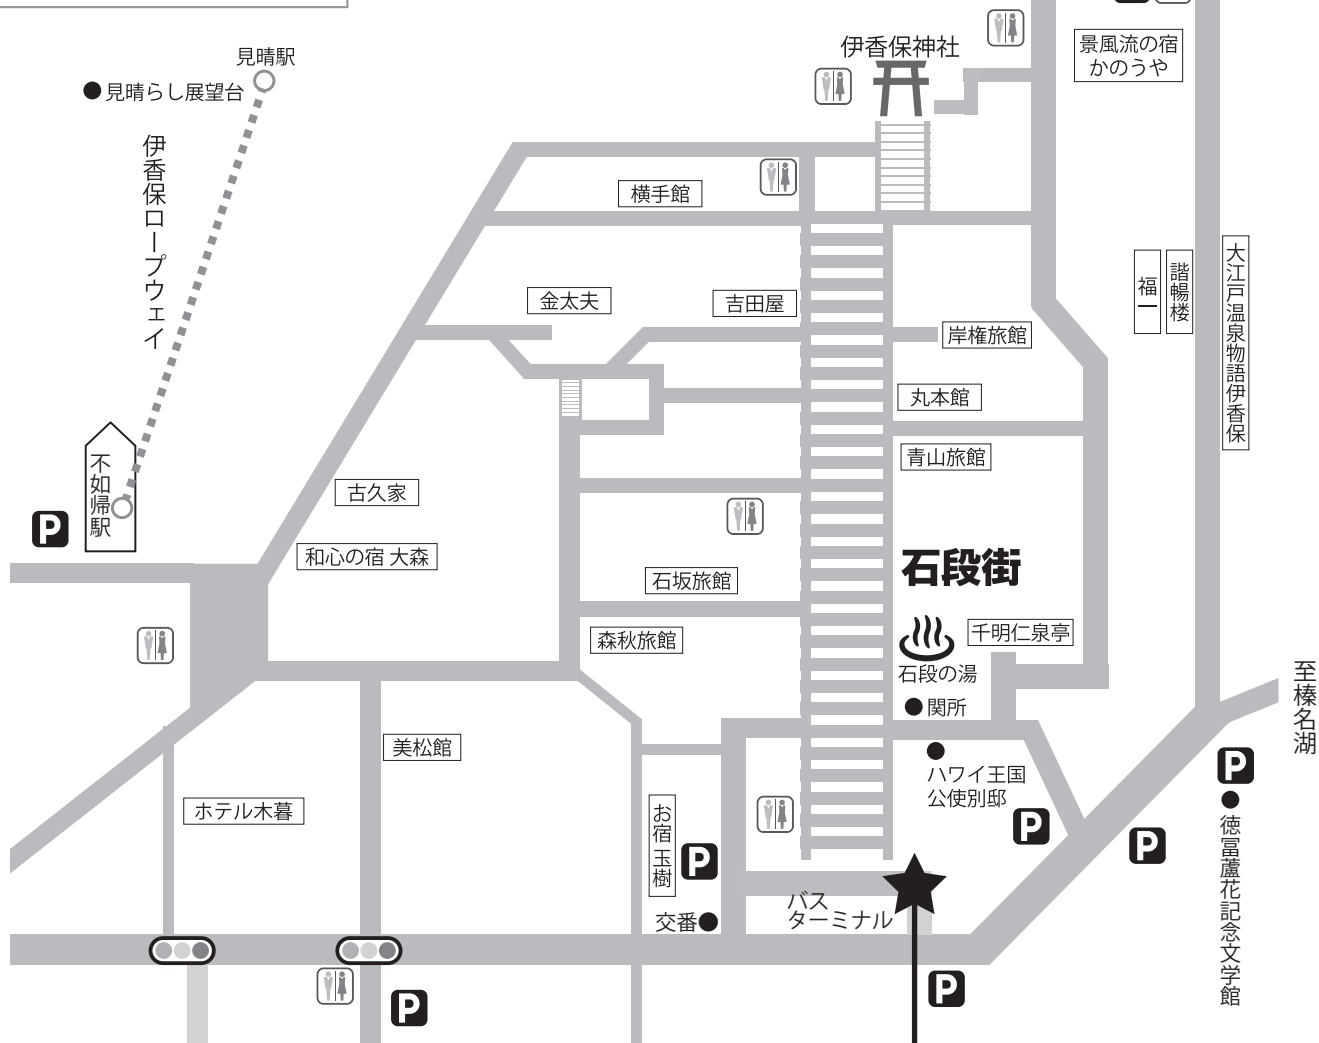 見晴駅
見晴らし展望台
伊香保ロープウェイ
不如帰駅
P
伊香保神社
景風流の宿
かのうや
横手館
金太夫
吉田屋
岸権旅館
丸本館
青山旅館
福一
諧暢楼
大江戸温泉物語伊香保
古久家
和心の宿 大森
石坂旅館
森秋旅館
石段街
千明仁泉亭
石段の湯
関所
ハワイ王国
公使別邸
至榛名湖
美松館
ホテル木暮
お宿 玉樹
P
交番
バス
ターミナル
P
P
P
徳冨蘆花記念文学館
P
P